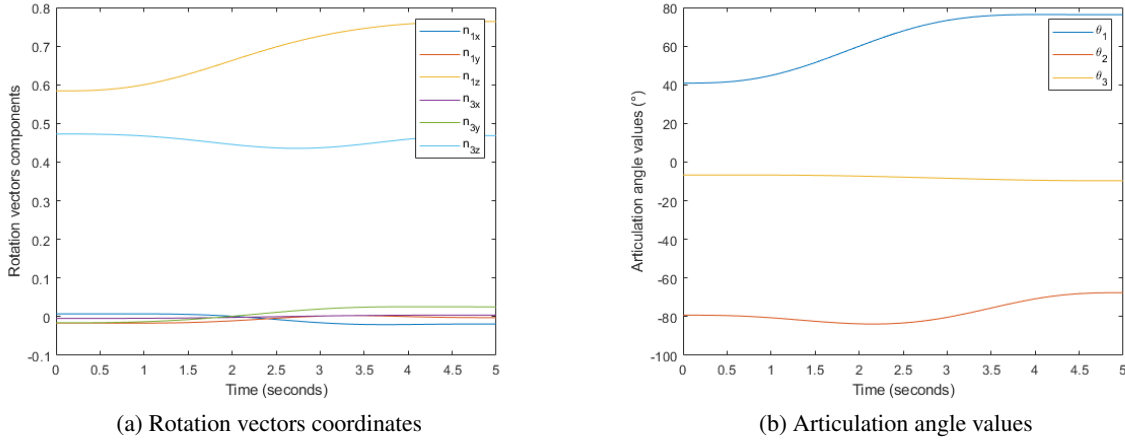 0.8
0.7
0.6
0.5
0.4
0.3
0.2
0.1
0
-0.1
Rotation vectors components
0 0.5 1 1.5 2 2.5 3 3.5 4 4.5 5
Time (seconds)
n1x
n1y
n1z
n3x
n3y
n3z
(a) Rotation vectors coordinates
80
60
40
20
0
-20
-40
-60
-80
-100
Articulation angle values (°)
0 0.5 1 1.5 2 2.5 3 3.5 4 4.5 5
Time (seconds)
θ1
θ2
θ3
(b) Articulation angle values